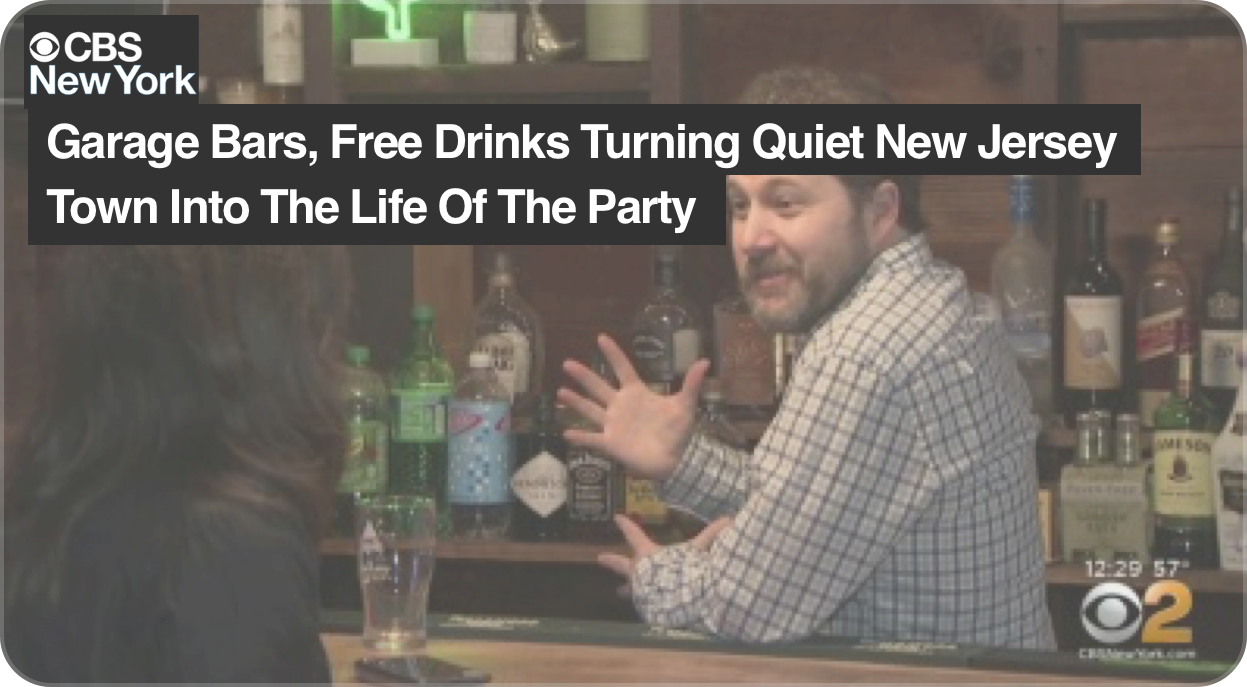 CBS
New York
Garage Bars, Free Drinks Turning Quiet New Jersey
Town Into The Life Of The Party
JAMESON
12:29 57°
2
CBSNewYork.com